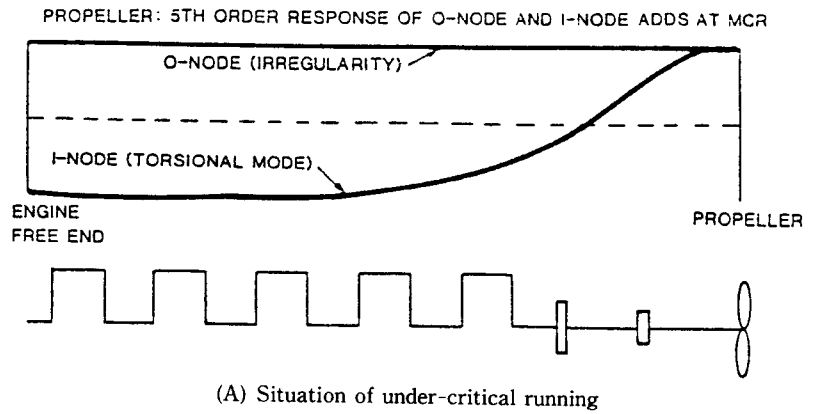 PROPELLER: 5TH ORDER RESPONSE OF O-NODE AND I-NODE ADDS AT MCR
O-NODE (IRREGULARITY)
I-NODE (TORSIONAL MODE)
ENGINE
FREE END
PROPELLER
(A) Situation of under-critical running